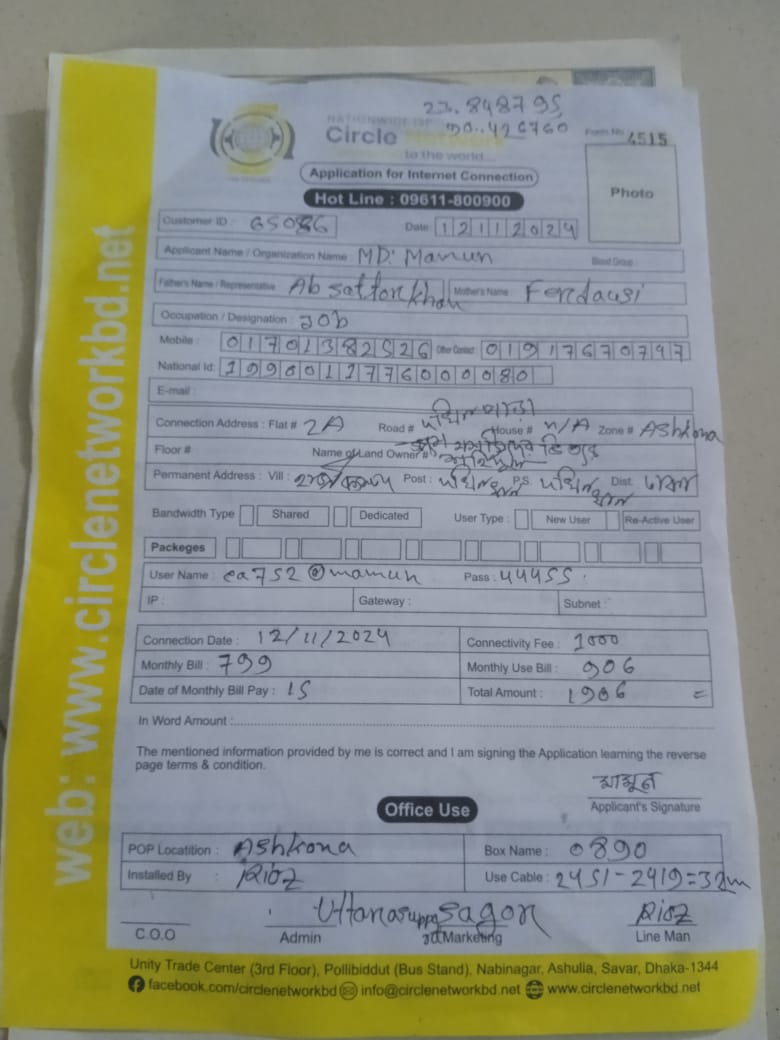 23.848795
90.426760
NATIONWIDE ISP
Circle Network
to the world...
Form No 4515
Application for Internet Connection
Hot Line : 09611-800900
Photo
Customer ID : 65086
Date: 12112024
Applicant Name / Organization Name MD: Mamun
Blood Group :
Father's Name / Representative Ab sattar khan Mother's Name : Ferdausi
Occupation / Designation : Job
Mobile : 01701382526 Other Contact : 01917670797
National Id: 19960117760000080
E-mail :
Connection Address : Flat # 2A Road # House # n/A Zone # Ashkona
Floor # Name of Land Owner #
Permanent Address : Vill : Post : P.S Dist: ঢাকা
Bandwidth Type Shared Dedicated User Type : New User Re-Active User
Packeges
User Name : ea752@mamun Pass : 44455
IP : Gateway : Subnet :
Connection Date : 12/11/2024 Connectivity Fee : 1000
Monthly Bill : 799 Monthly Use Bill : 906
Date of Monthly Bill Pay : 15 Total Amount : 1906 =
In Word Amount :
The mentioned information provided by me is correct and I am signing the Application learning the reverse
page terms & condition.
মামুন
Applicant's Signature
Office Use
POP Locatition : Ashkona Box Name : 0890
Installed By : Rioz Use Cable : 2451-2419=32m
Sagor Rioz
C.O.O Admin Marketing Line Man
Unity Trade Center (3rd Floor), Pollibiddut (Bus Stand), Nabinagar, Ashulia, Savar, Dhaka-1344
facebook.com/circlenetworkbd info@circlenetworkbd.net www.circlenetworkbd.net
web: www.circlenetworkbd.net